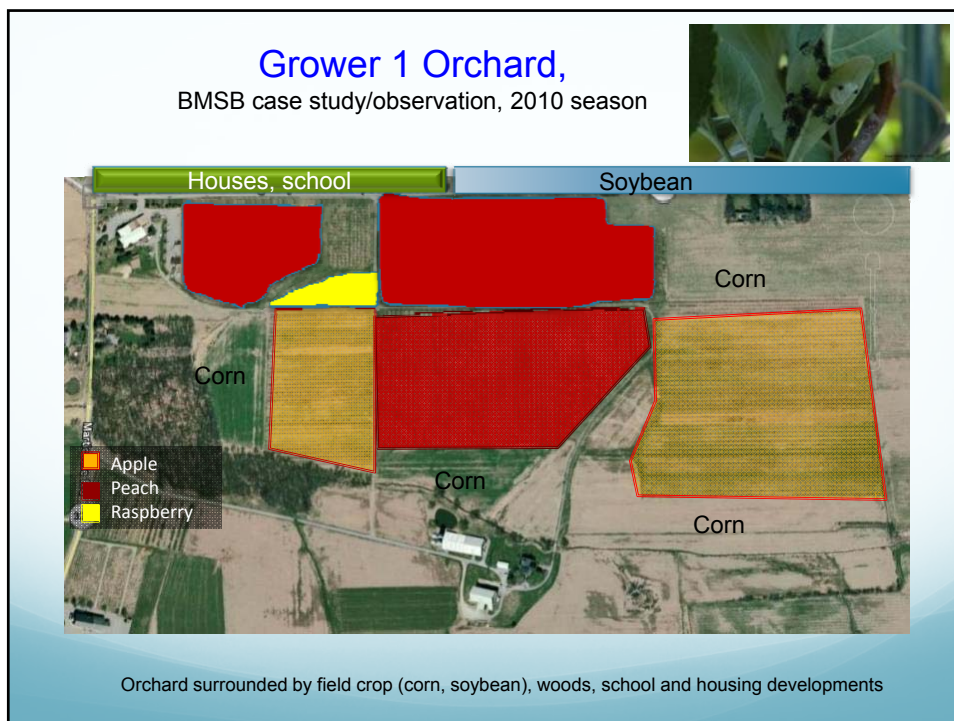 Grower 1 Orchard,
BMSB case study/observation, 2010 season
Houses, school
Soybean
Corn
Corn
Corn
Corn
Apple
Peach
Raspberry
Orchard surrounded by field crop (corn, soybean), woods, school and housing developments